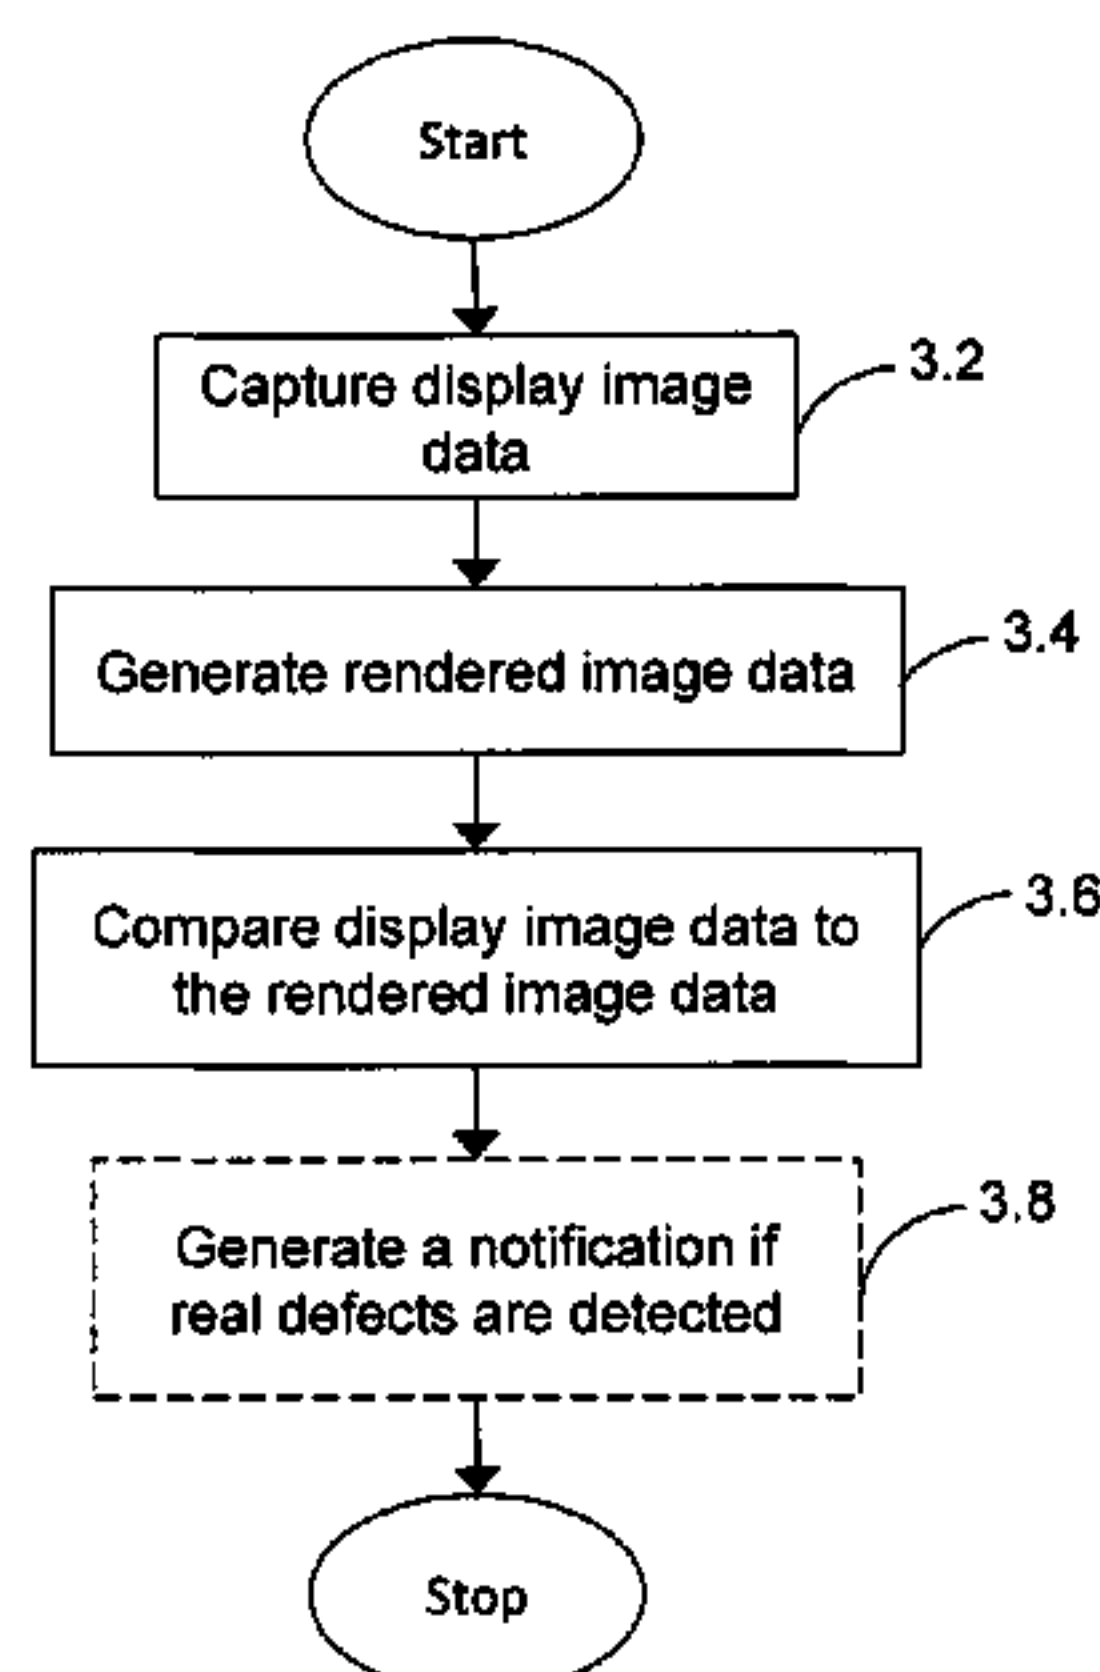 Start
3.2
Capture display image
data
3.4
Generate rendered image data
3.6
Compare display image data to
the rendered image data
3.8
Generate a notification if
real defects are detected
Stop